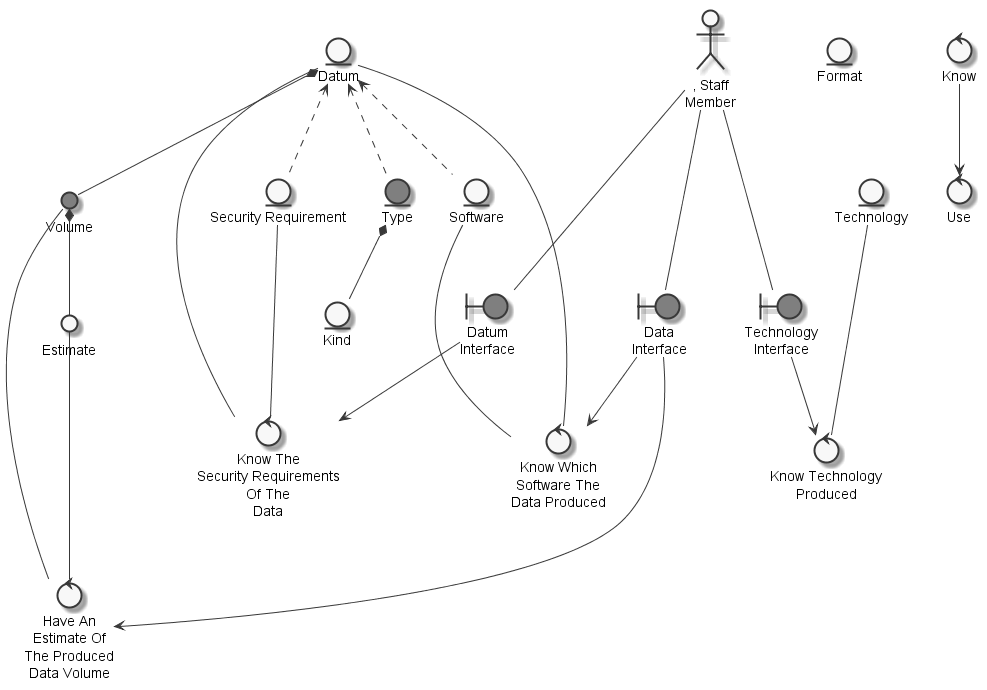 Datum
Staff
Member
Format
Know
Volume
Security Requirement
Type
Software
Technology
Use
Estimate
Kind
Datum
Interface
Data
Interface
Technology
Interface
Know The
Security Requirements
Of The
Data
Know Which
Software The
Data Produced
Know Technology
Produced
Have An
Estimate Of
The Produced
Data Volume